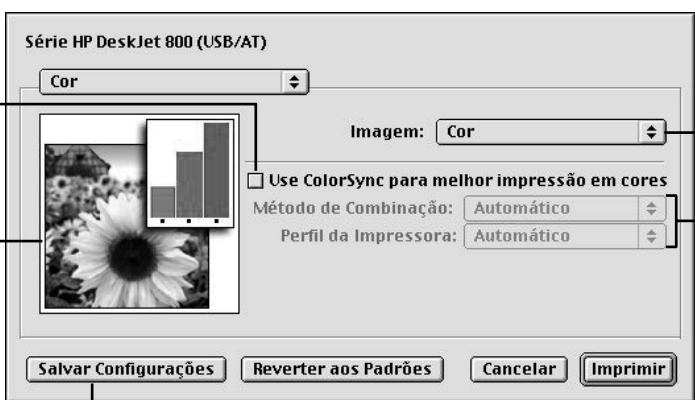 Série HP DeskJet 800 (USB/AT)
Cor
Imagem: Cor
Use ColorSync para melhor impressão em cores
Método de Combinação: Automático
Perfil da Impressora: Automático
Salvar Configurações Reverter aos Padrões Cancelar Imprimir